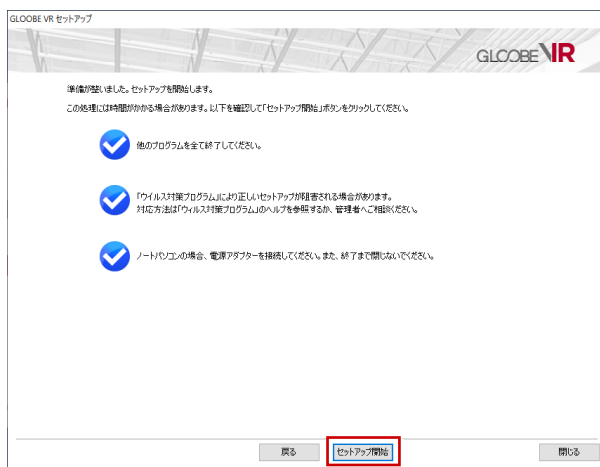 GLOOBE VR セットアップ
GLOOBE VR
準備が整いました。セットアップを開始します。
この処理には時間がかかる場合があります。以下を確認して「セットアップ開始」ボタンをクリックしてください。
他のプログラムを全て終了してください。
「ウイルス対策プログラム」により正しいセットアップが阻害される場合があります。
対応方法は「ウィルス対策プログラム」のヘルプを参照するか、管理者へご相談ください。
ノートパソコンの場合、電源アダプターを接続してください。また、終了まで閉じないでください。
戻る セットアップ開始 閉じる